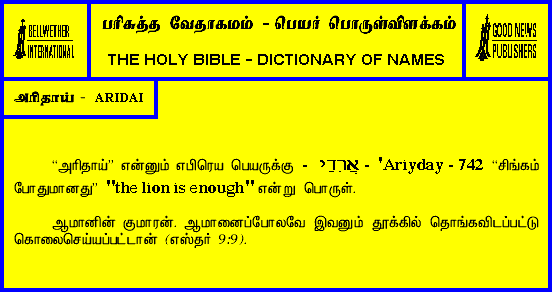 BELLWETHER
INTERNATIONAL
பரிசுத்த வேதாகமம் - பெயர் பொருள்விளக்கம்
THE HOLY BIBLE - DICTIONARY OF NAMES
GOOD NEWS
PUBLISHERS
அரிதாய் - ARIDAI
“அரிதாய்” என்னும் எபிரெய பெயருக்கு - אֲרִדַי - 'Ariyday - 742 “சிங்கம்
போதுமானது” "the lion is enough" என்று பொருள்.
ஆமானின் குமாரன். ஆமானைப்போலவே இவனும் தூக்கில் தொங்கவிடப்பட்டு
கொலைசெய்யப்பட்டான் (எஸ்தர் 9:9).